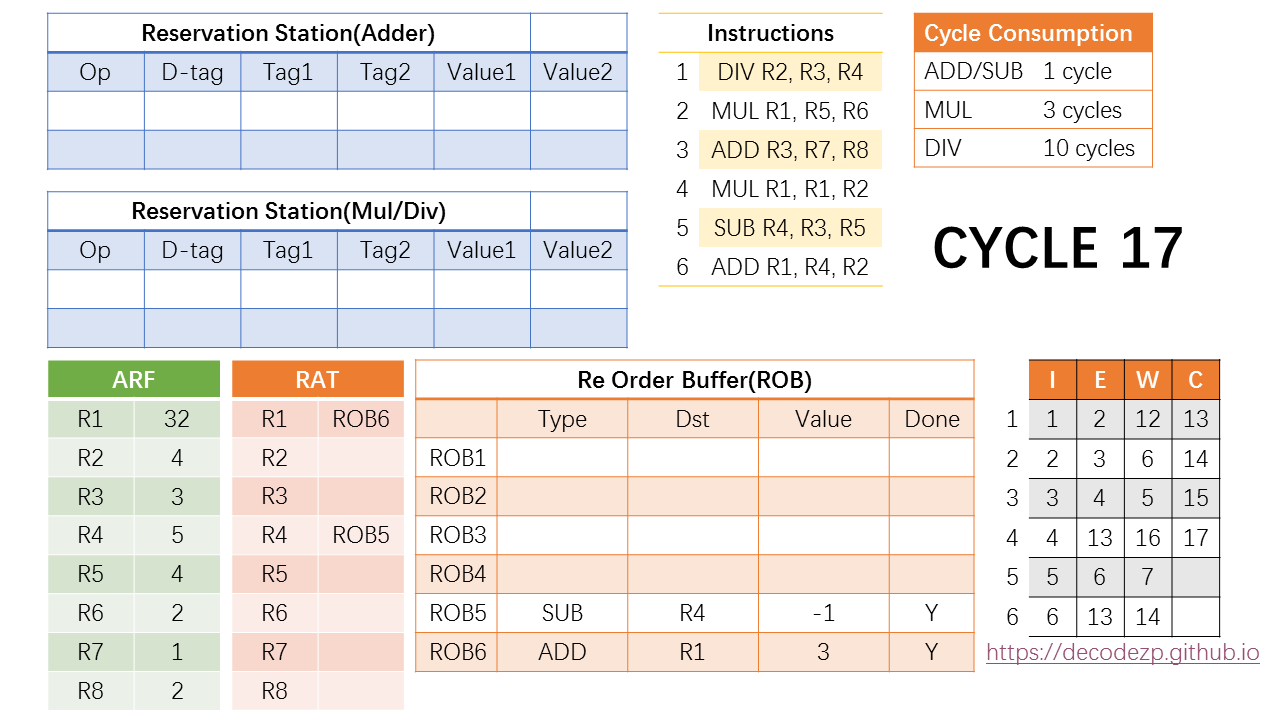 Reservation Station(Adder)
Op D-tag Tag1 Tag2 Value1 Value2
Reservation Station(Mul/Div)
Op D-tag Tag1 Tag2 Value1 Value2
Instructions
1 DIV R2, R3, R4
2 MUL R1, R5, R6
3 ADD R3, R7, R8
4 MUL R1, R1, R2
5 SUB R4, R3, R5
6 ADD R1, R4, R2
Cycle Consumption
ADD/SUB 1 cycle
MUL 3 cycles
DIV 10 cycles
CYCLE 17
ARF
R1 32
R2 4
R3 3
R4 5
R5 4
R6 2
R7 1
R8 2
RAT
R1 ROB6
R2
R3
R4 ROB5
R5
R6
R7
R8
Re Order Buffer(ROB)
Type Dst Value Done
ROB1
ROB2
ROB3
ROB4
ROB5 SUB R4 -1 Y
ROB6 ADD R1 3 Y
I E W C
1 1 2 12 13
2 2 3 6 14
3 3 4 5 15
4 4 13 16 17
5 5 6 7
6 6 13 14
https://decodezp.github.io